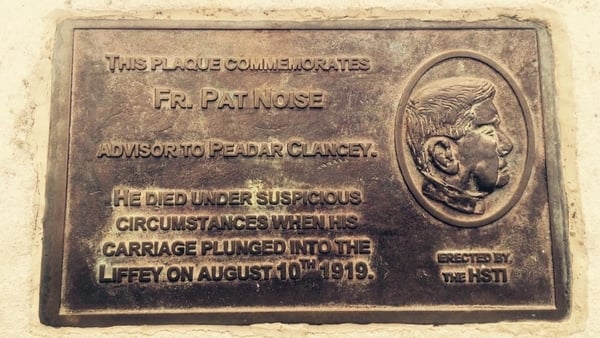 THIS PLAQUE COMMEMORATES
FR. PAT NOISE
ADVISOR TO PEADAR CLANCEY.
HE DIED UNDER SUSPICIOUS
CIRCUMSTANCES WHEN HIS
CARRIAGE PLUNGED INTO THE
LIFFEY ON AUGUST 10TH 1919.
ERECTED BY
THE HSTI